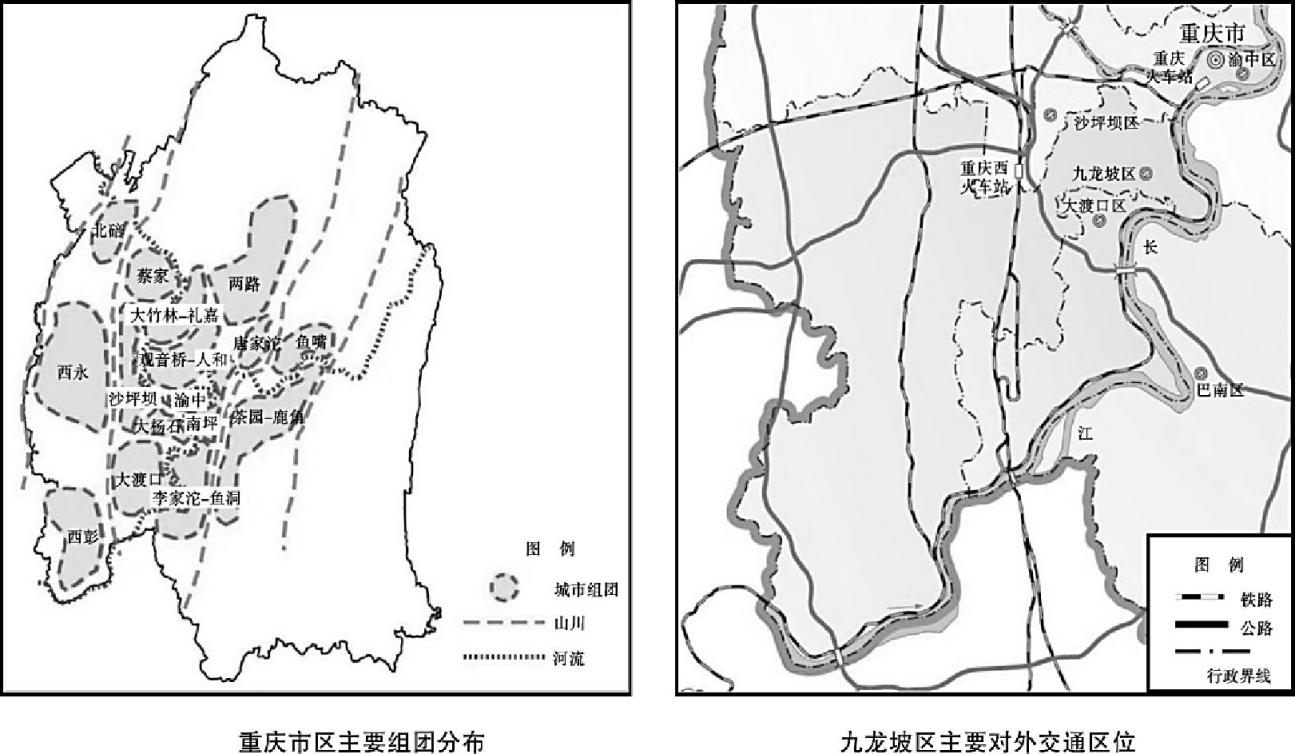 北碚
蔡家
两路
大竹林-礼嘉
唐家沱
鱼嘴
观音桥-人和
西永
沙坪坝
渝中
茶园-鹿角
大杨石
南坪
大渡口
李家沱-鱼洞
西彭
图 例
城市组团
山川
河流
重庆市区主要组团分布
重庆市
重庆
火车站
渝中区
沙坪坝区
重庆西
火车站
九龙坡区
大渡口区
长
巴南区
江
图 例
铁路
公路
行政界线
九龙坡区主要对外交通区位